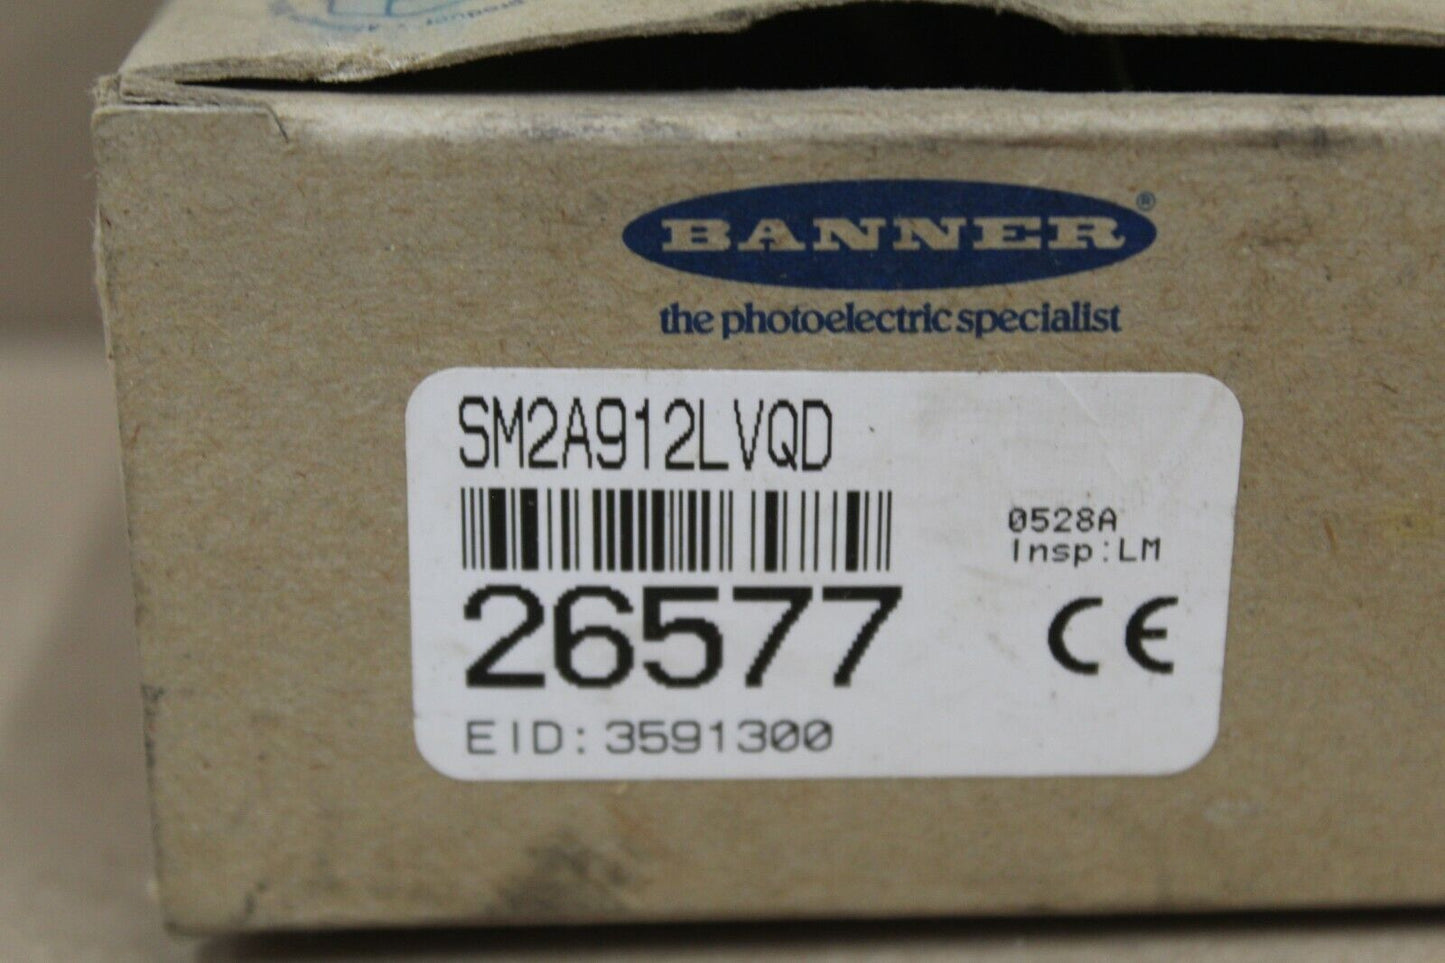 BANNER®
the photoelectric specialist
SM2A912LVQD
0528A
Insp:LM
26577
CE
EID: 3591300